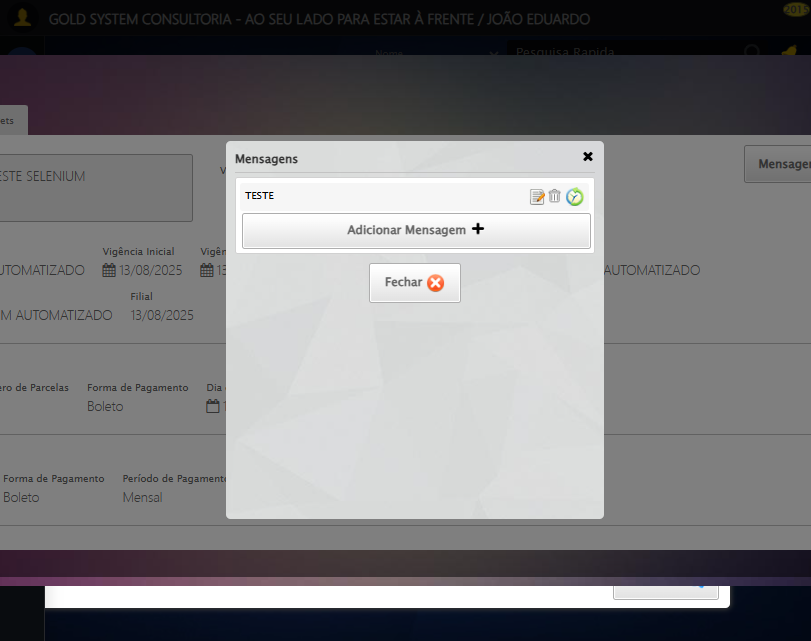 GOLD SYSTEM CONSULTORIA - AO SEU LADO PARA ESTAR À FRENTE / JOÃO EDUARDO
2015
Nome
Pesquisa Rapida
ets
Mensagens
ESTE SELENIUM
V
Mensagen
TESTE
Adicionar Mensagem
Vigência Inicial
Vigên
UTOMATIZADO
13/08/2025
13
AUTOMATIZADO
Fechar
Filial
M AUTOMATIZADO
13/08/2025
ero de Parcelas
Forma de Pagamento
Dia
Boleto
1
Forma de Pagamento
Período de Pagamento
Boleto
Mensal